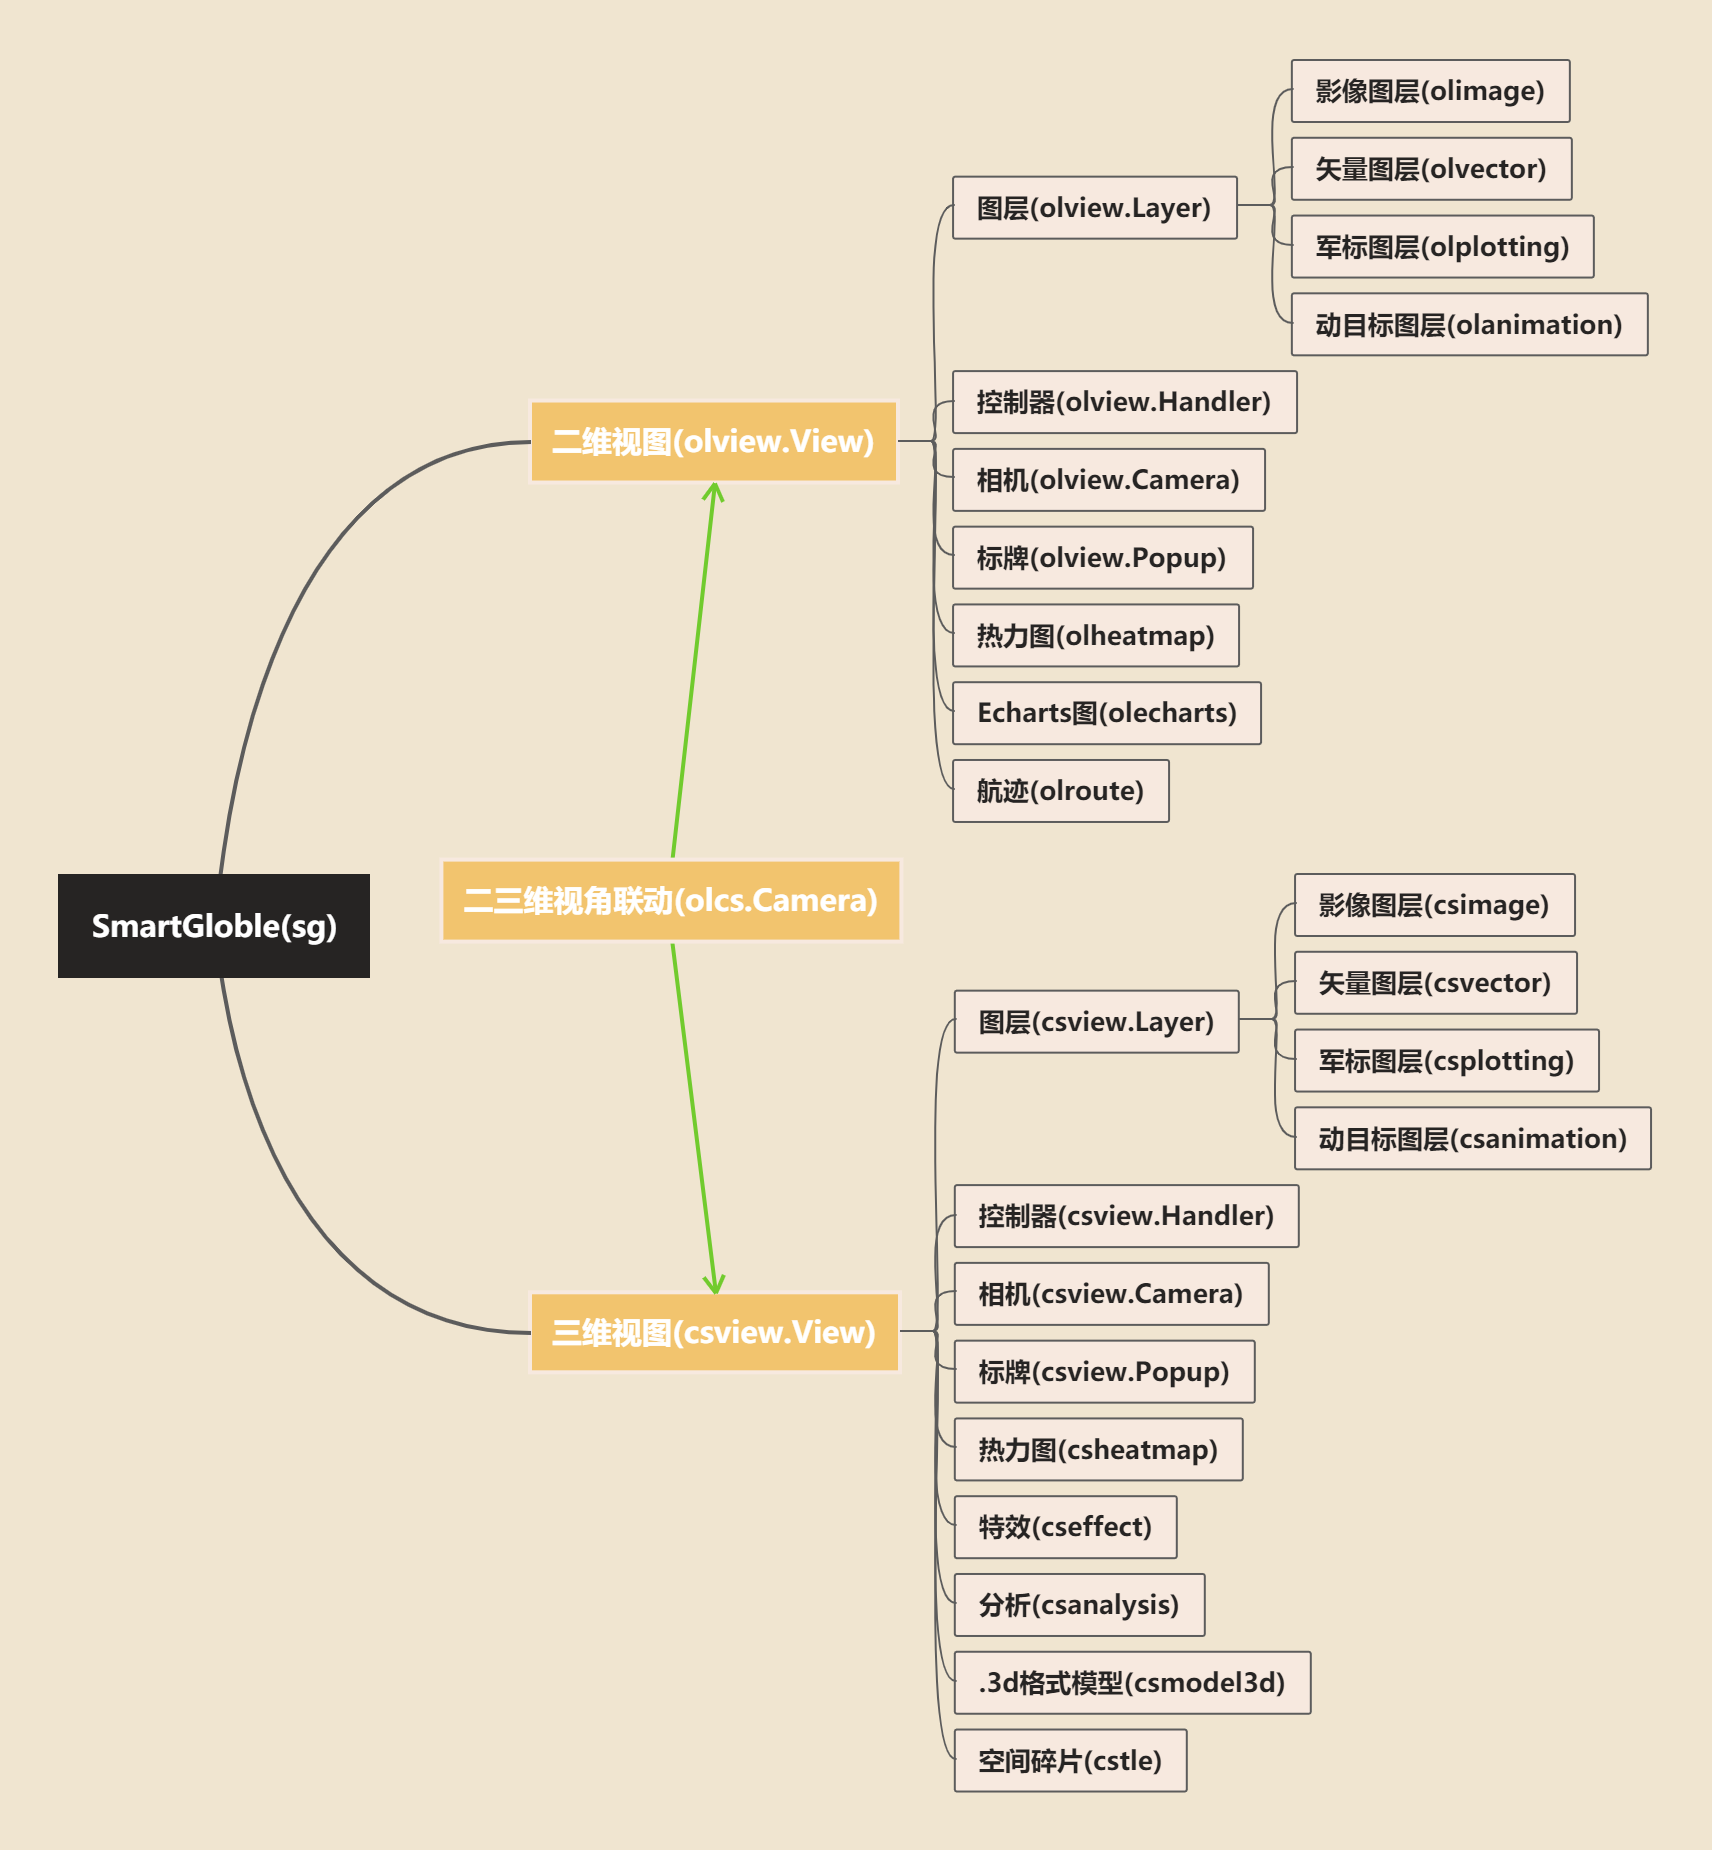 SmartGloble(sg)
二维视图(olview.View)
图层(olview.Layer)
影像图层(olimage)
矢量图层(olvector)
军标图层(olplotting)
动目标图层(olanimation)
控制器(olview.Handler)
相机(olview.Camera)
标牌(olview.Popup)
热力图(olheatmap)
Echarts图(olecharts)
航迹(olroute)
二三维视角联动(olcs.Camera)
三维视图(csview.View)
图层(csview.Layer)
影像图层(csimage)
矢量图层(csvector)
军标图层(csplotting)
动目标图层(csanimation)
控制器(csview.Handler)
相机(csview.Camera)
标牌(csview.Popup)
热力图(csheatmap)
特效(cseffect)
分析(csanalysis)
.3d格式模型(csmodel3d)
空间碎片(cstle)